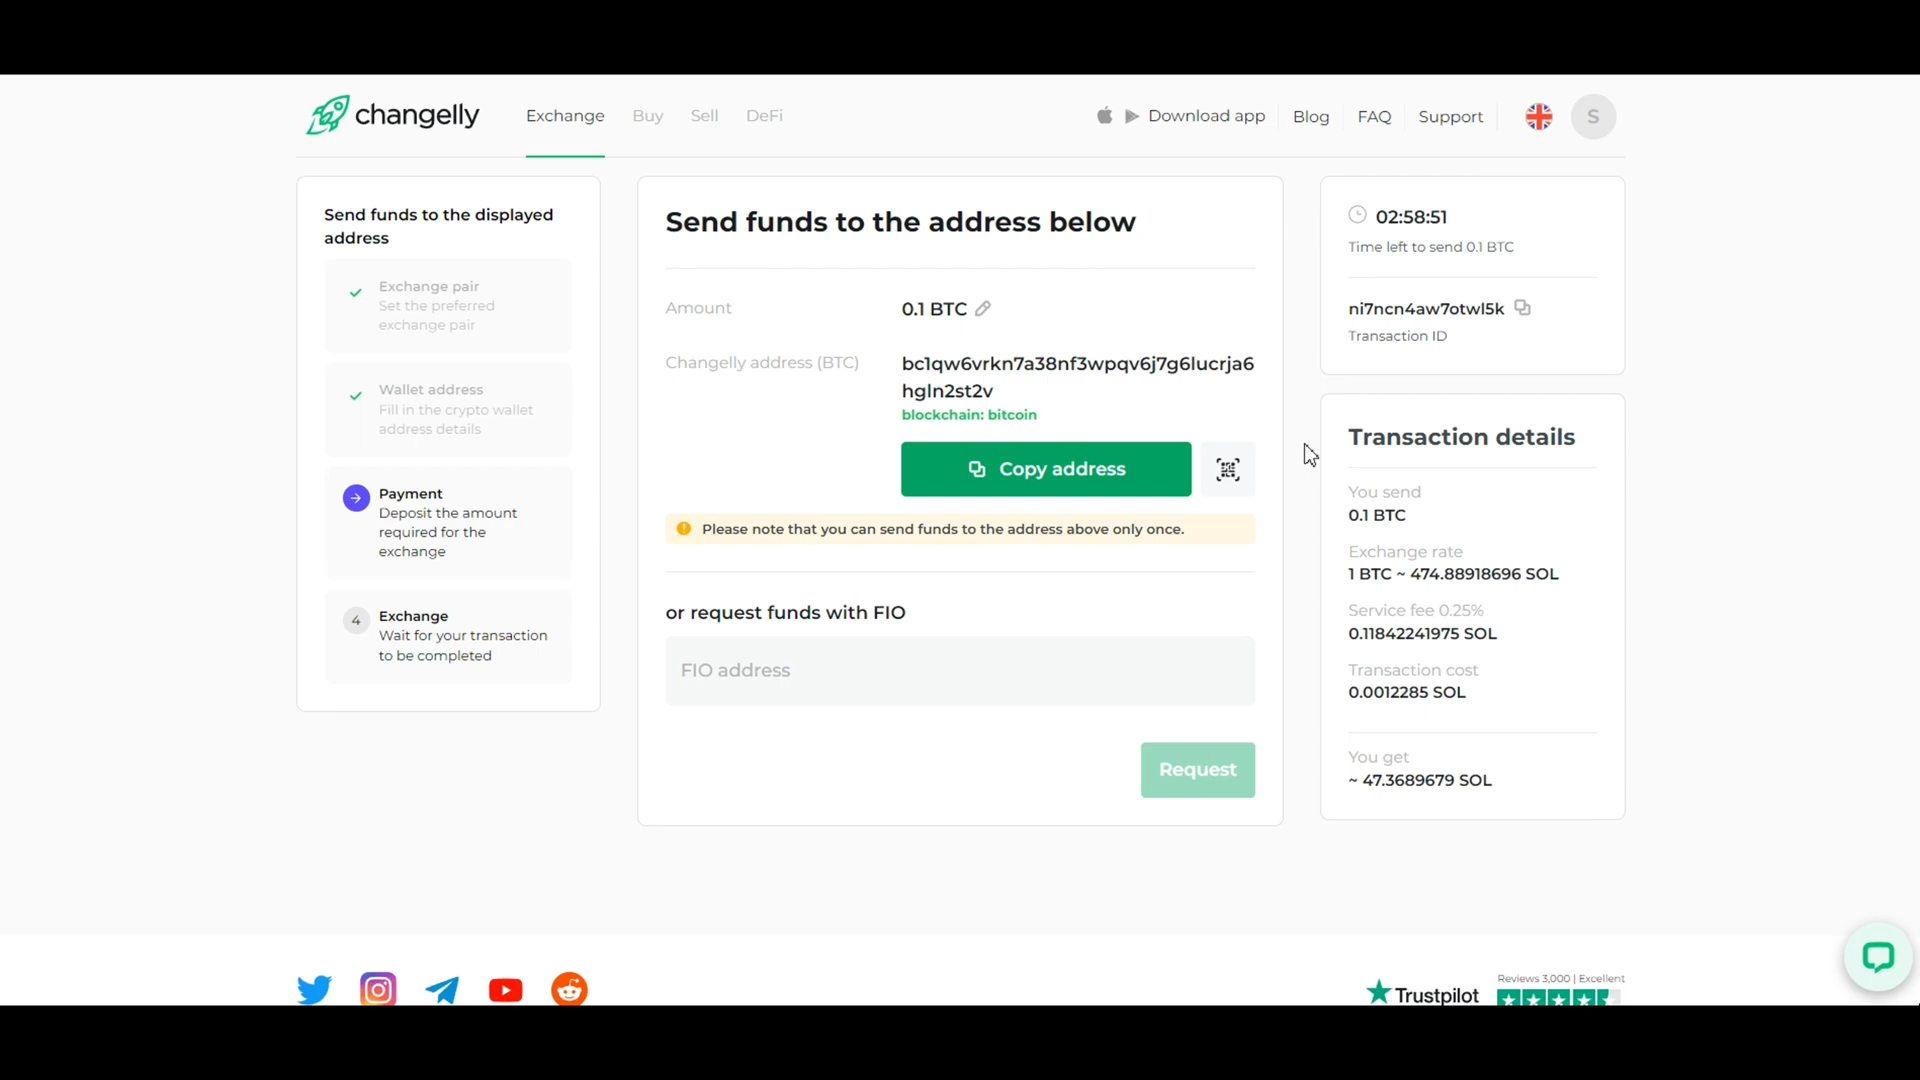 changelly
Exchange
Buy
Sell
DeFi
Download app
Blog
FAQ
Support
S
Send funds to the displayed
address
Exchange pair
Set the preferred
exchange pair
Wallet address
Fill in the crypto wallet
address details
Payment
Deposit the amount
required for the
exchange
4
Exchange
Wait for your transaction
to be completed
Send funds to the address below
Amount
0.1 BTC
Changelly address (BTC)
bc1qw6vrkn7a38nf3wpqv6j7g6lucrja6
hgln2st2v
blockchain: bitcoin
Copy address
Please note that you can send funds to the address above only once.
or request funds with FIO
FIO address
Request
02:58:51
Time left to send 0.1 BTC
ni7ncn4aw7otwl5k
Transaction ID
Transaction details
You send
0.1 BTC
Exchange rate
1 BTC ~ 474.88918696 SOL
Service fee 0.25%
0.11842241975 SOL
Transaction cost
0.0012285 SOL
You get
~ 47.3689679 SOL
Reviews 3,000 | Excellent
Trustpilot